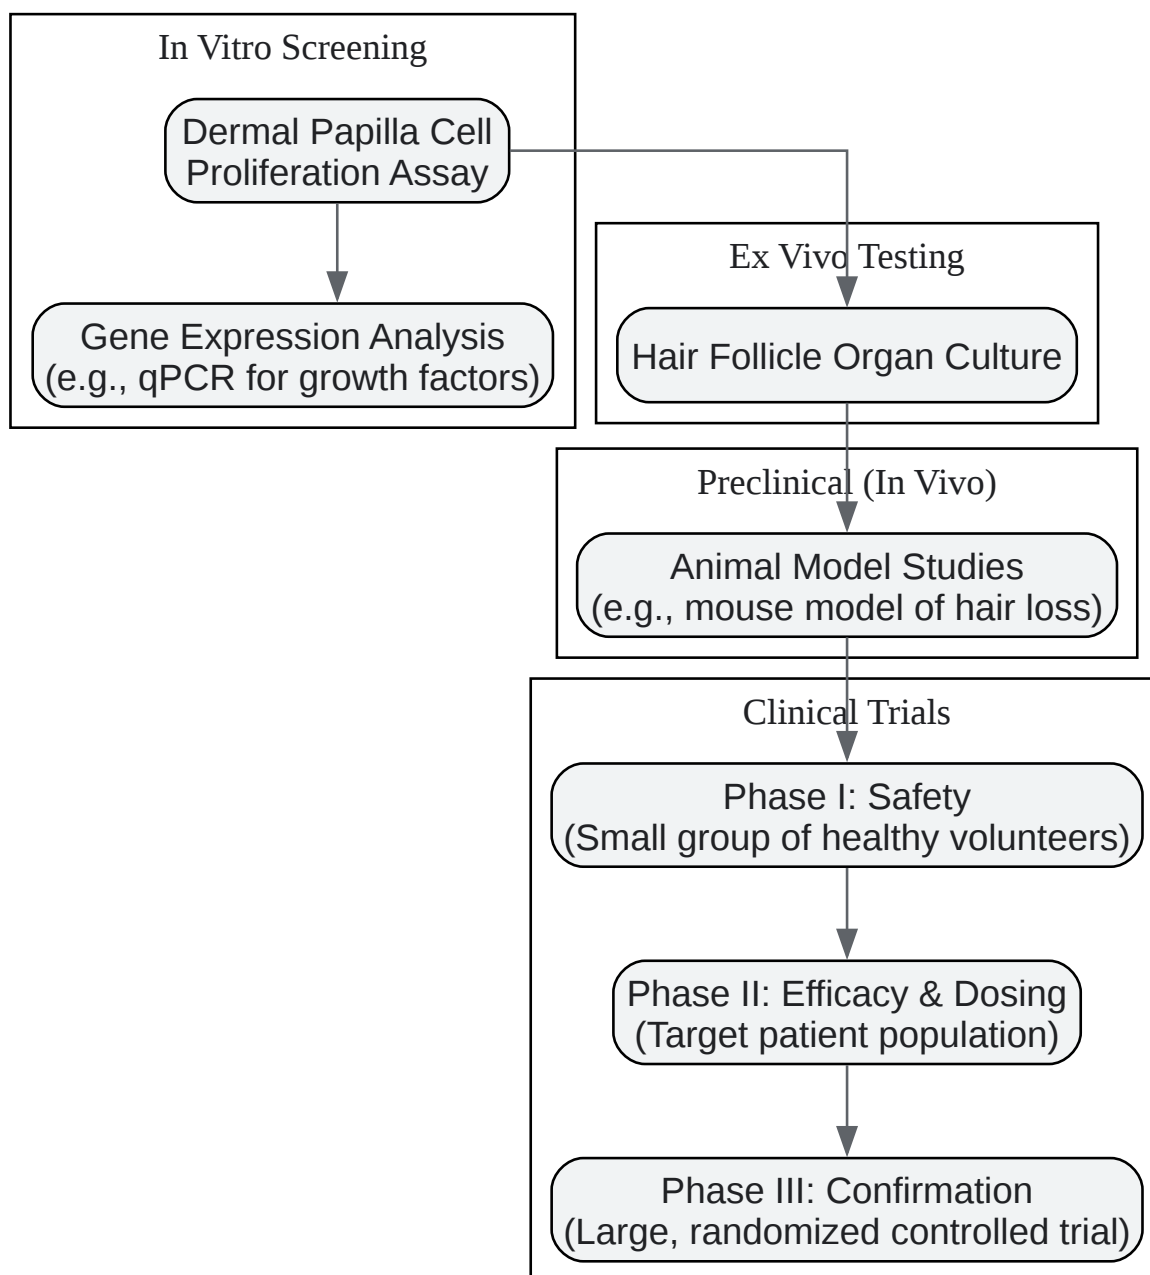 In Vitro Screening
Dermal Papilla Cell
Proliferation Assay
Gene Expression Analysis
(e.g., qPCR for growth factors)
Ex Vivo Testing
Hair Follicle Organ Culture
Preclinical (In Vivo)
Animal Model Studies
(e.g., mouse model of hair loss)
Clinical Trials
Phase I: Safety
(Small group of healthy volunteers)
Phase II: Efficacy & Dosing
(Target patient population)
Phase III: Confirmation
(Large, randomized controlled trial)